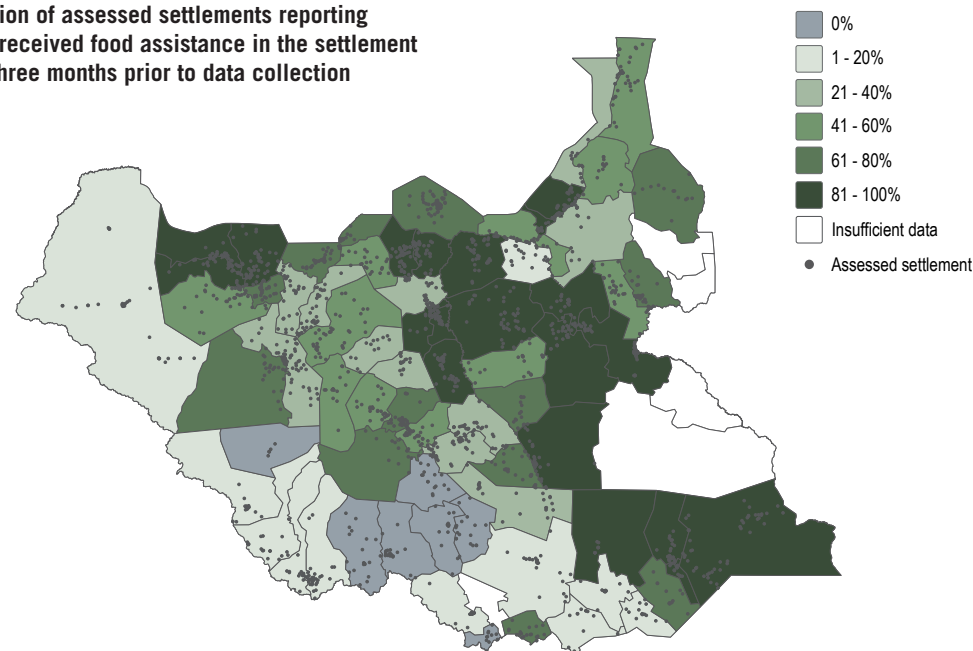 ion of assessed settlements reporting
received food assistance in the settlement
hree months prior to data collection
0%
1 - 20%
21 - 40%
41 - 60%
61 - 80%
81 - 100%
Insufficient data
Assessed settlement